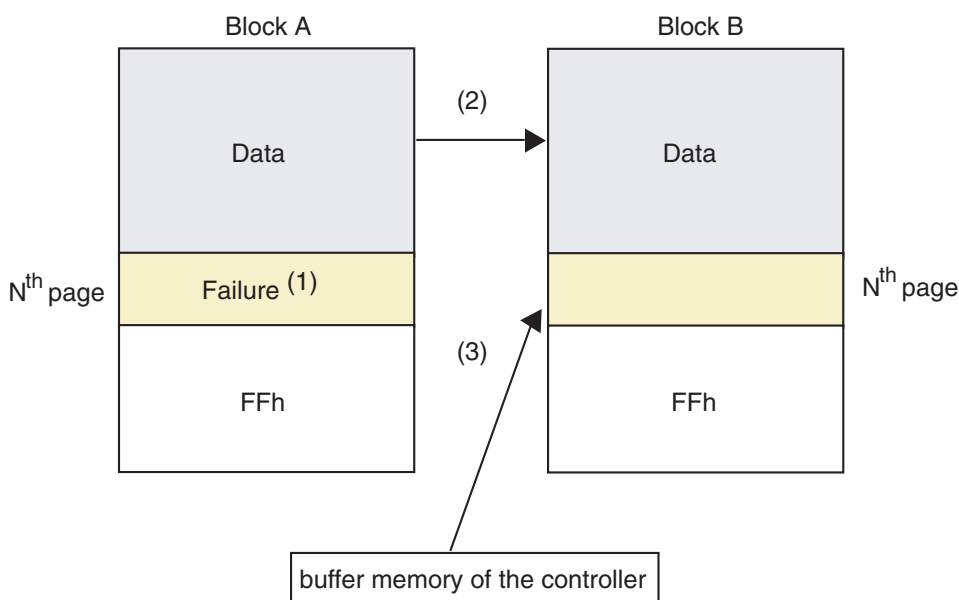 Block A
Block B
(2)
Data
Data
Nth page
Failure (1)
Nth page
(3)
FFh
FFh
buffer memory of the controller